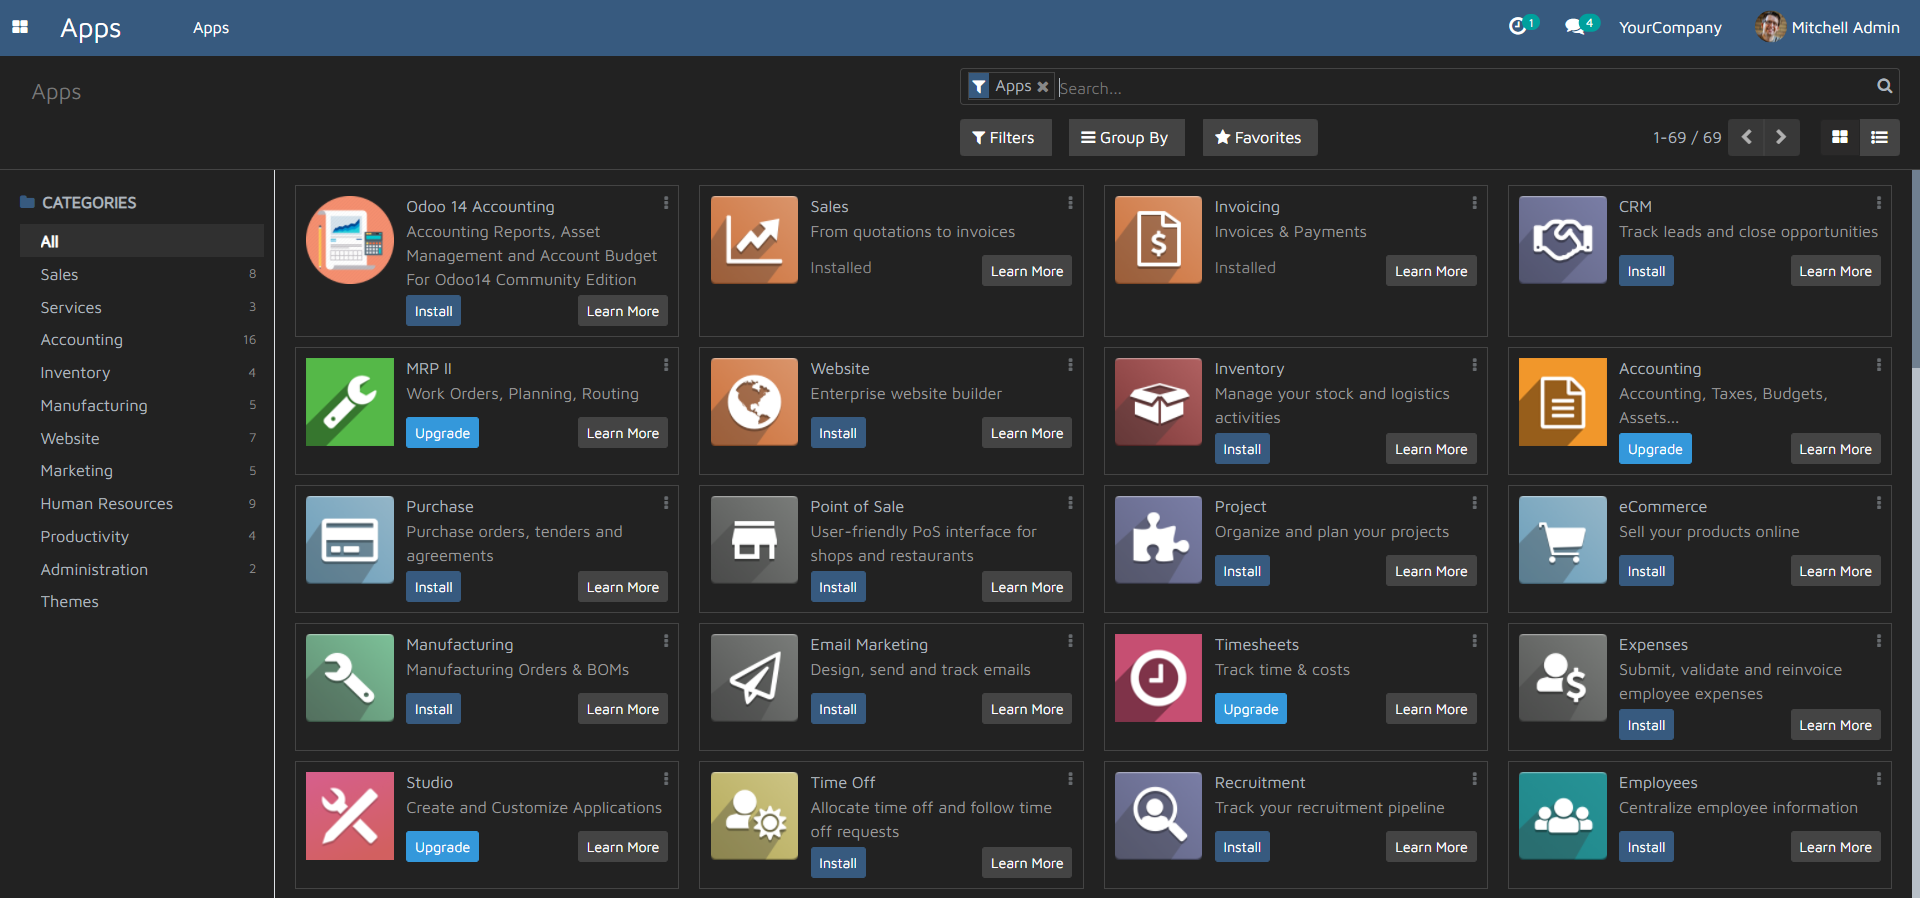 Apps
Apps
1
4
YourCompany
Mitchell Admin
Apps
Apps
Search...
Filters
Group By
Favorites
1-69 / 69
CATEGORIES
All
Sales 8
Services 3
Accounting 16
Inventory 4
Manufacturing 5
Website 7
Marketing 5
Human Resources 9
Productivity 4
Administration 2
Themes
Odoo 14 Accounting
Accounting Reports, Asset
Management and Account Budget
For Odoo14 Community Edition
Install
Learn More
Sales
From quotations to invoices
Installed
Learn More
Invoicing
Invoices & Payments
Installed
Learn More
CRM
Track leads and close opportunities
Install
Learn More
MRP II
Work Orders, Planning, Routing
Upgrade
Learn More
Website
Enterprise website builder
Install
Learn More
Inventory
Manage your stock and logistics
activities
Install
Learn More
Accounting
Accounting, Taxes, Budgets,
Assets...
Upgrade
Learn More
Purchase
Purchase orders, tenders and
agreements
Install
Learn More
Point of Sale
User-friendly PoS interface for
shops and restaurants
Install
Learn More
Project
Organize and plan your projects
Install
Learn More
eCommerce
Sell your products online
Install
Learn More
Manufacturing
Manufacturing Orders & BOMs
Install
Learn More
Email Marketing
Design, send and track emails
Install
Learn More
Timesheets
Track time & costs
Upgrade
Learn More
Expenses
Submit, validate and reinvoice
employee expenses
Install
Learn More
Studio
Create and Customize Applications
Upgrade
Learn More
Time Off
Allocate time off and follow time
off requests
Install
Learn More
Recruitment
Track your recruitment pipeline
Install
Learn More
Employees
Centralize employee information
Install
Learn More